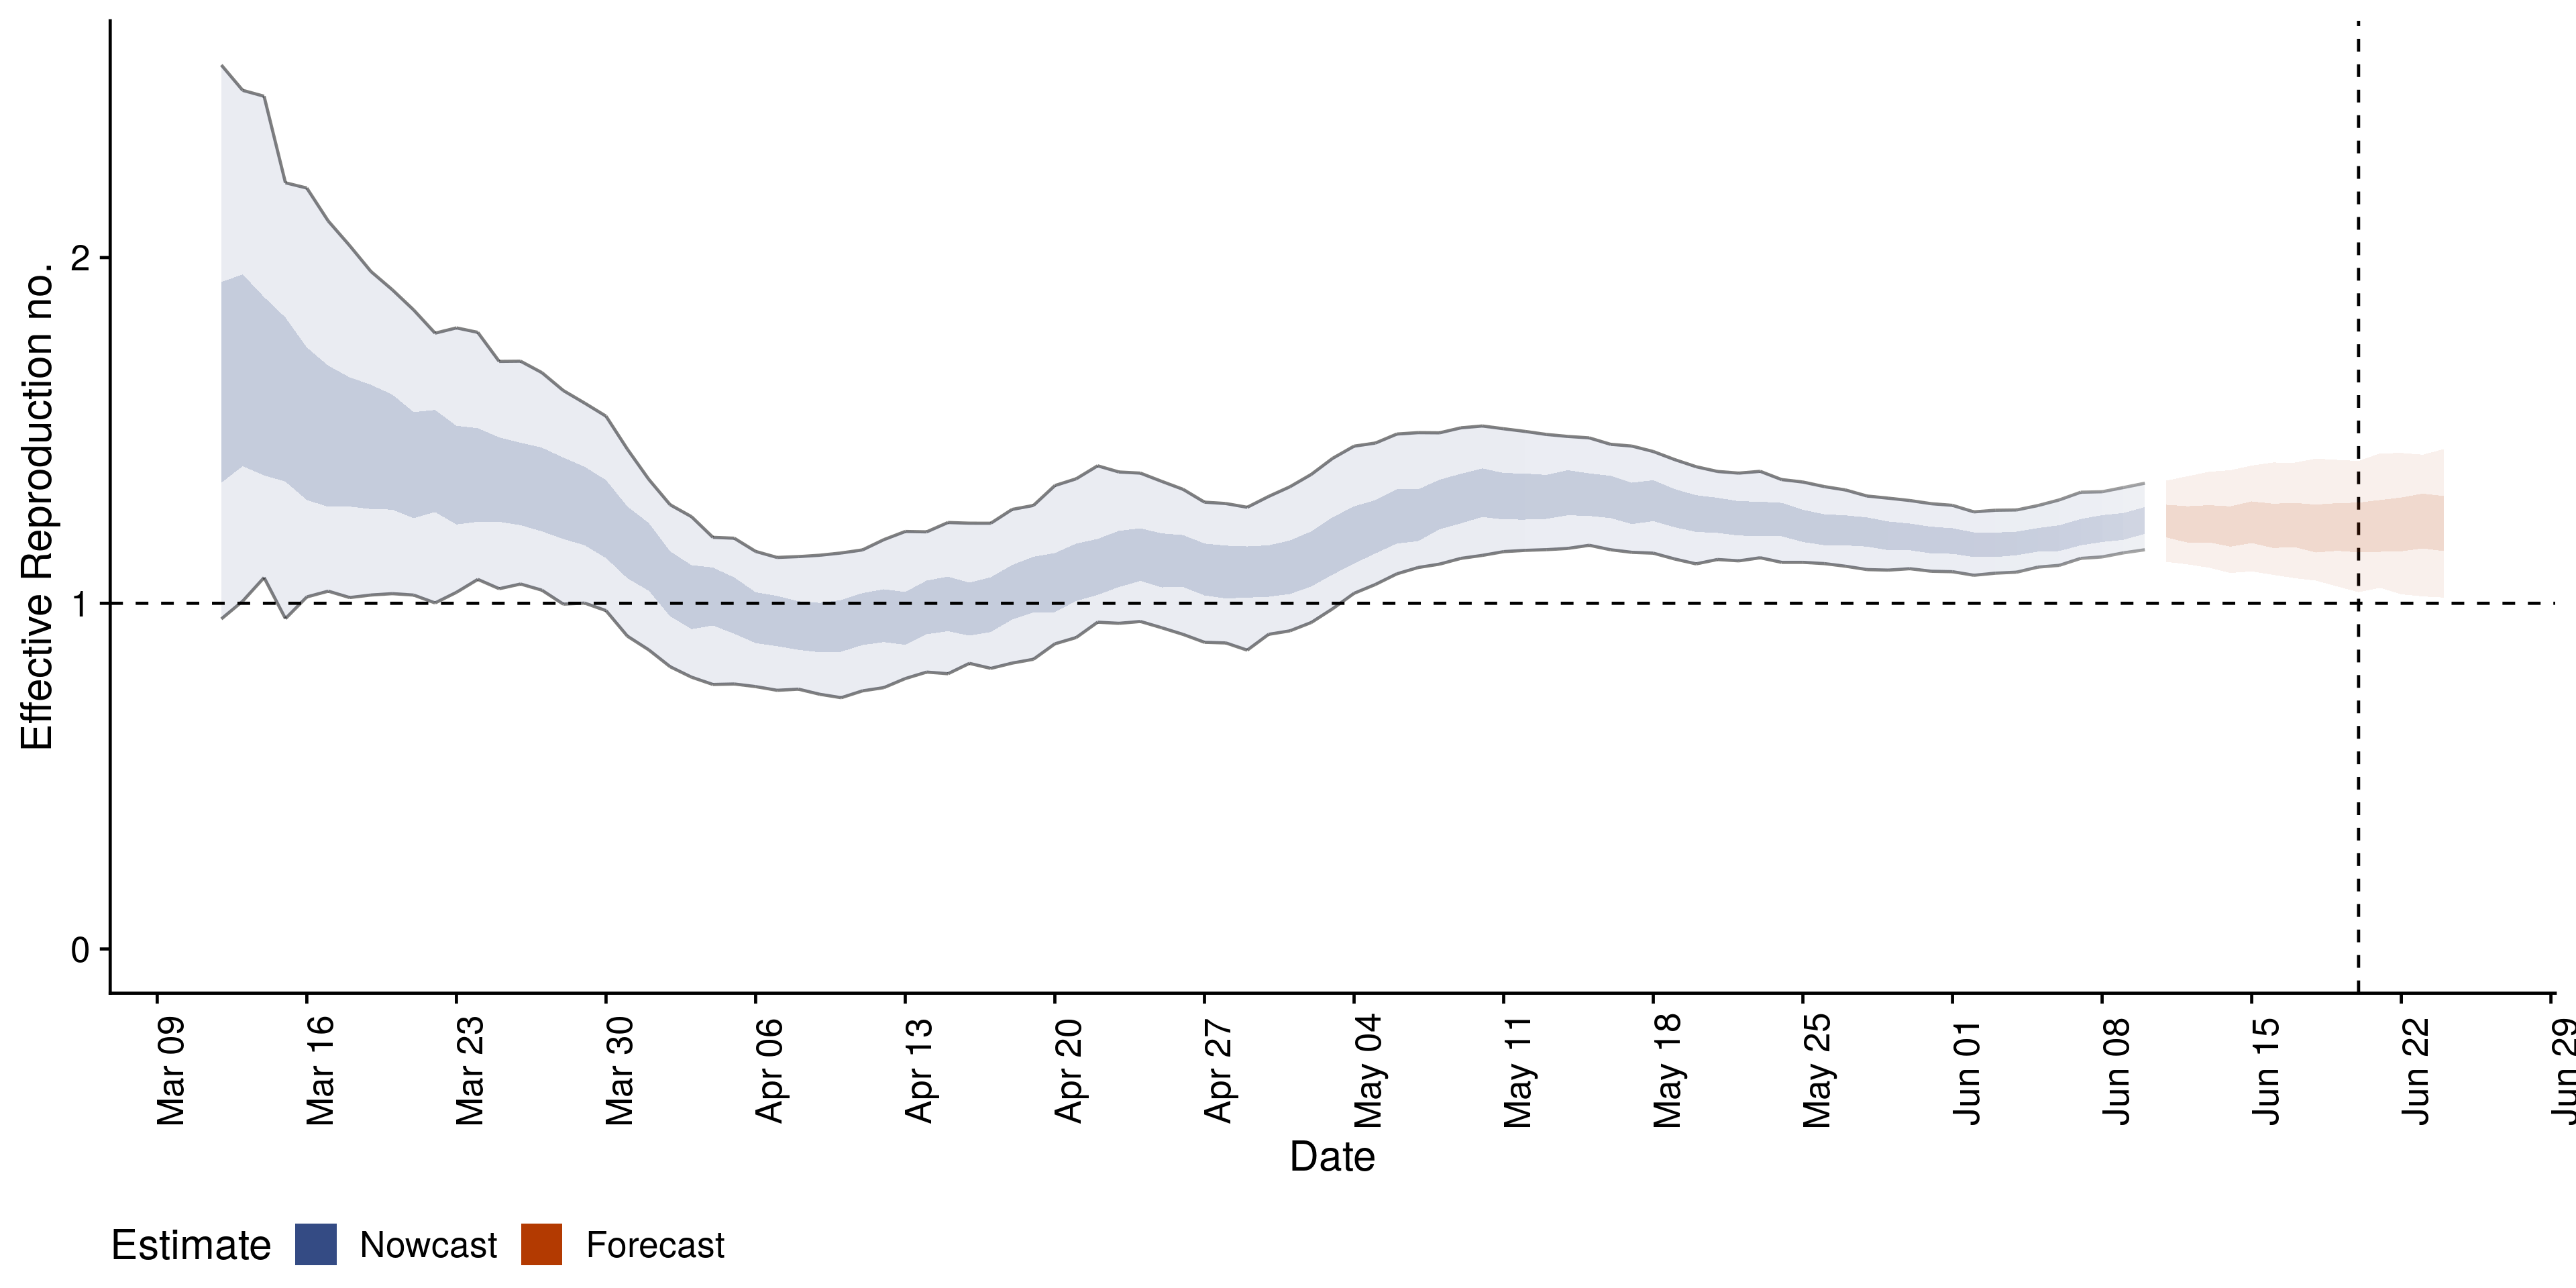 Effective Reproduction no.
2
1
0
Mar 09
Mar 16
Mar 23
Mar 30
Apr 06
Apr 13
Apr 20
Apr 27
May 04
May 11
May 18
May 25
Jun 01
Jun 08
Jun 15
Jun 22
Jun 29
Date
Estimate Nowcast Forecast